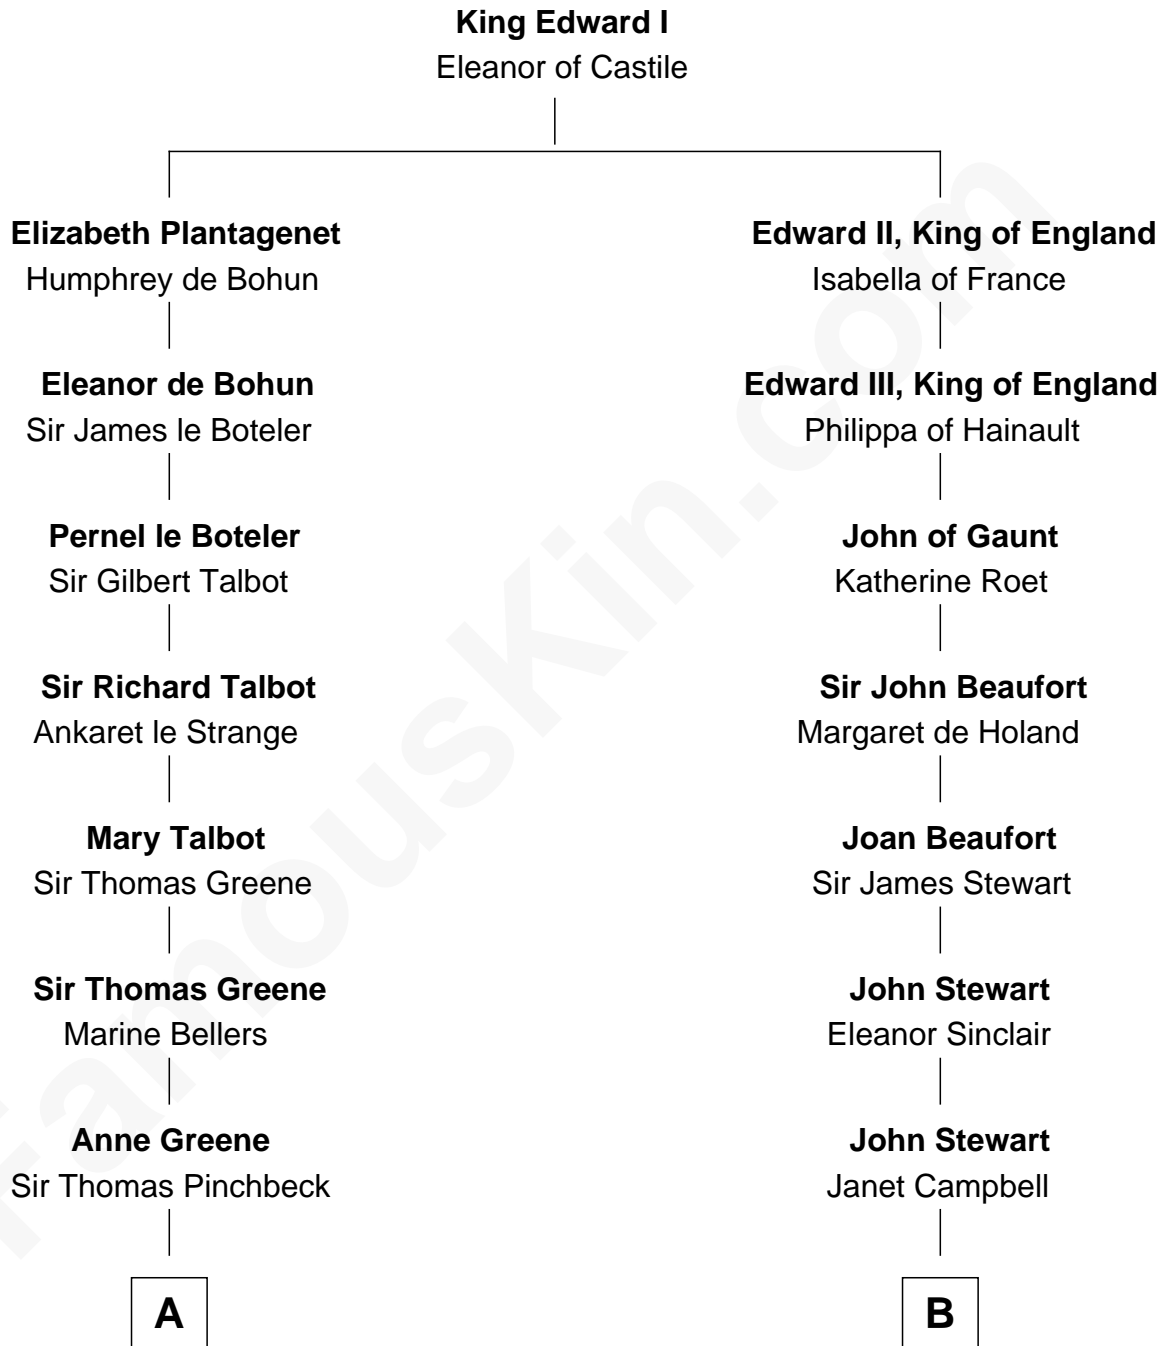 King Edward I
Eleanor of Castile
Elizabeth Plantagenet
Humphrey de Bohun
Eleanor de Bohun
Sir James le Boteler
Pernel le Boteler
Sir Gilbert Talbot
Sir Richard Talbot
Ankaret le Strange
Mary Talbot
Sir Thomas Greene
Sir Thomas Greene
Marine Bellers
Anne Greene
Sir Thomas Pinchbeck
A
Edward II, King of England
Isabella of France
Edward III, King of England
Philippa of Hainault
John of Gaunt
Katherine Roet
Sir John Beaufort
Margaret de Holand
Joan Beaufort
Sir James Stewart
John Stewart
Eleanor Sinclair
John Stewart
Janet Campbell
B
FamousKin.com